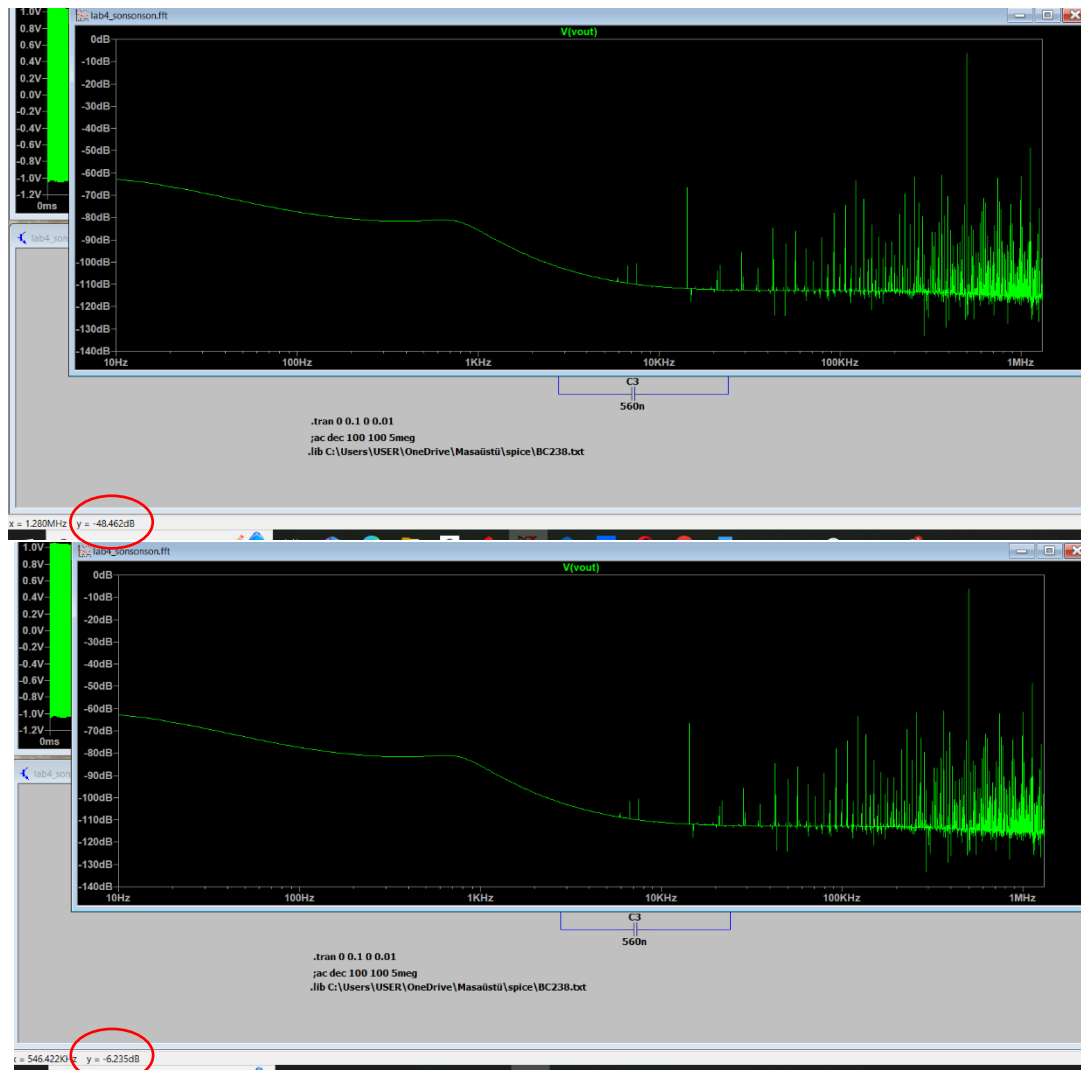 lab4_sonsonson.fft
V(vout)
1.0V
0.8V
0.6V
0.4V
0.2V
0.0V
-0.2V
-0.4V
-0.6V
-0.8V
-1.0V
-1.2V
0ms
0dB
-10dB
-20dB
-30dB
-40dB
-50dB
-60dB
-70dB
-80dB
-90dB
-100dB
-110dB
-120dB
-130dB
-140dB
10Hz 100Hz 1KHz 10KHz 100KHz 1MHz
lab4_son
C3
560n
.tran 0 0.1 0 0.01
;ac dec 100 100 5meg
.lib C:\Users\USER\OneDrive\Masaüstü\spice\BC238.txt
x = 1.280MHz y = -48.462dB
lab4_sonsonson.fft
V(vout)
1.0V
0.8V
0.6V
0.4V
0.2V
0.0V
-0.2V
-0.4V
-0.6V
-0.8V
-1.0V
-1.2V
0ms
0dB
-10dB
-20dB
-30dB
-40dB
-50dB
-60dB
-70dB
-80dB
-90dB
-100dB
-110dB
-120dB
-130dB
-140dB
10Hz 100Hz 1KHz 10KHz 100KHz 1MHz
lab4_son
C3
560n
.tran 0 0.1 0 0.01
;ac dec 100 100 5meg
.lib C:\Users\USER\OneDrive\Masaüstü\spice\BC238.txt
x = 546.422KHz y = -6.235dB